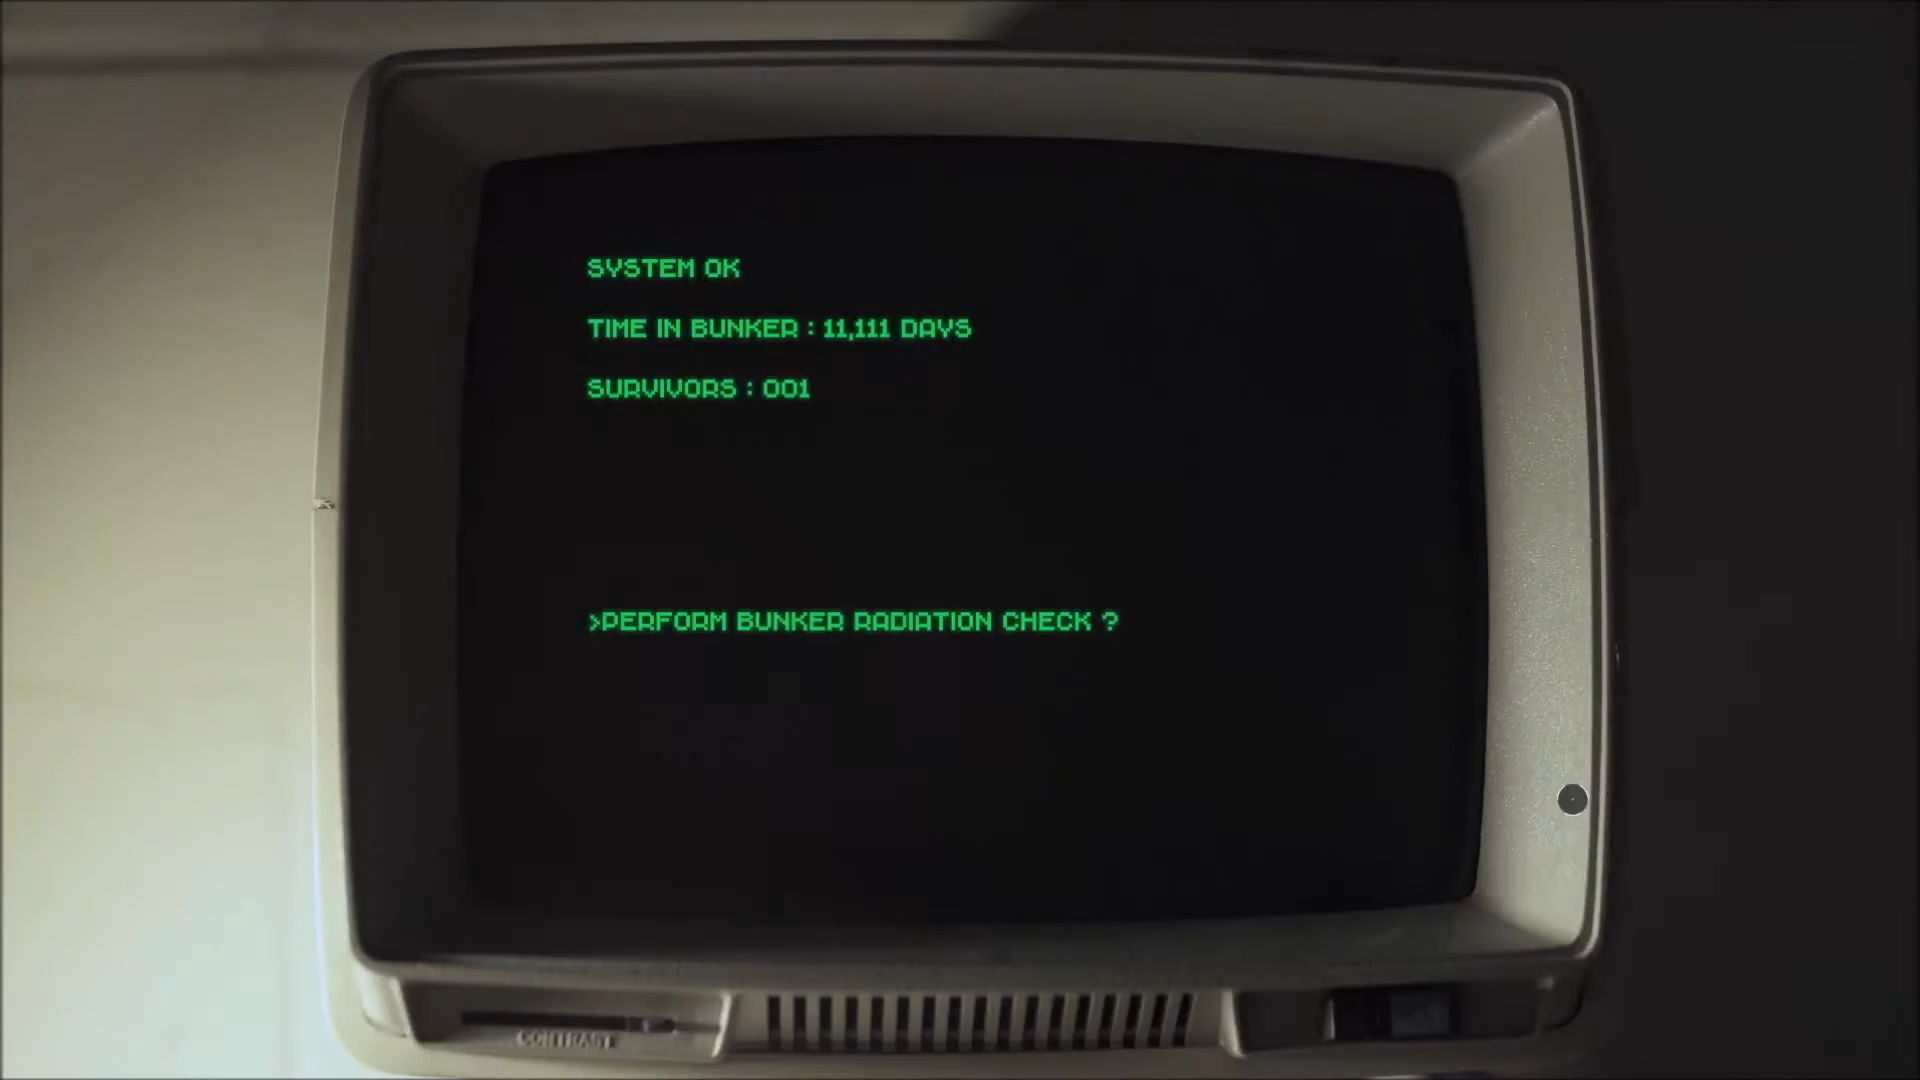 SYSTEM OK
TIME IN BUNKER : 11,111 DAYS
SURVIVORS : 001
>PERFORM BUNKER RADIATION CHECK ?
CONTRAST